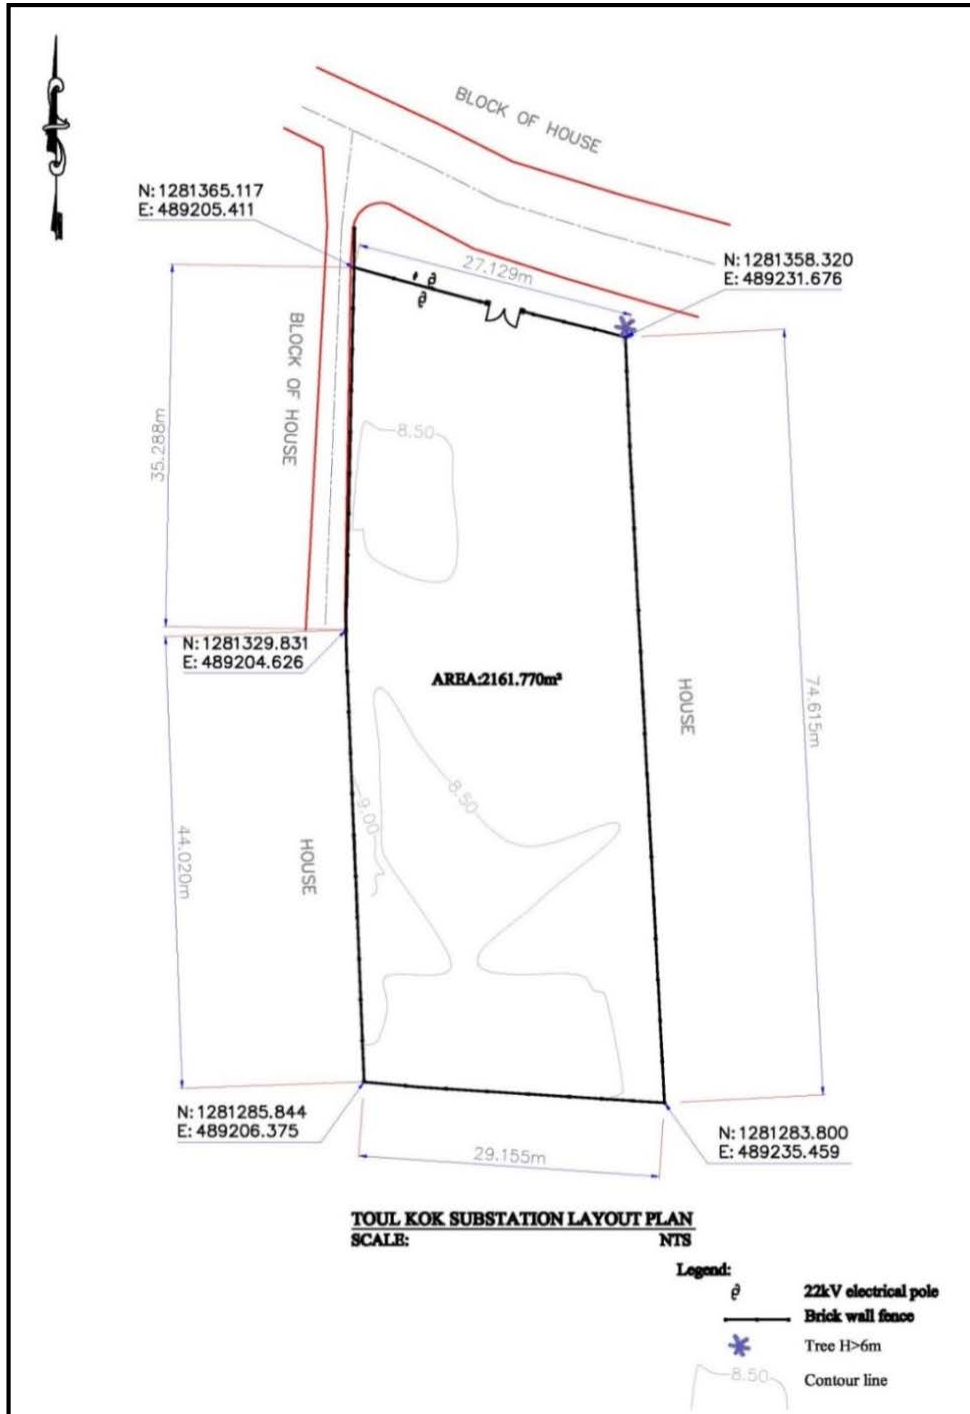 BLOCK OF HOUSE
N: 1281365.117
E: 489205.411
27.129m
N: 1281358.320
E: 489231.676
BLOCK OF HOUSE
8.50
35.288m
N: 1281329.831
E: 489204.626
AREA:2161.770m²
HOUSE
74.615m
8.50
9.00
HOUSE
44.020m
N: 1281285.844
E: 489206.375
N: 1281283.800
E: 489235.459
29.155m
TOUL KOK SUBSTATION LAYOUT PLAN
SCALE: NTS
Legend:
22kV electrical pole
Brick wall fence
Tree H>6m
8.50
Contour line